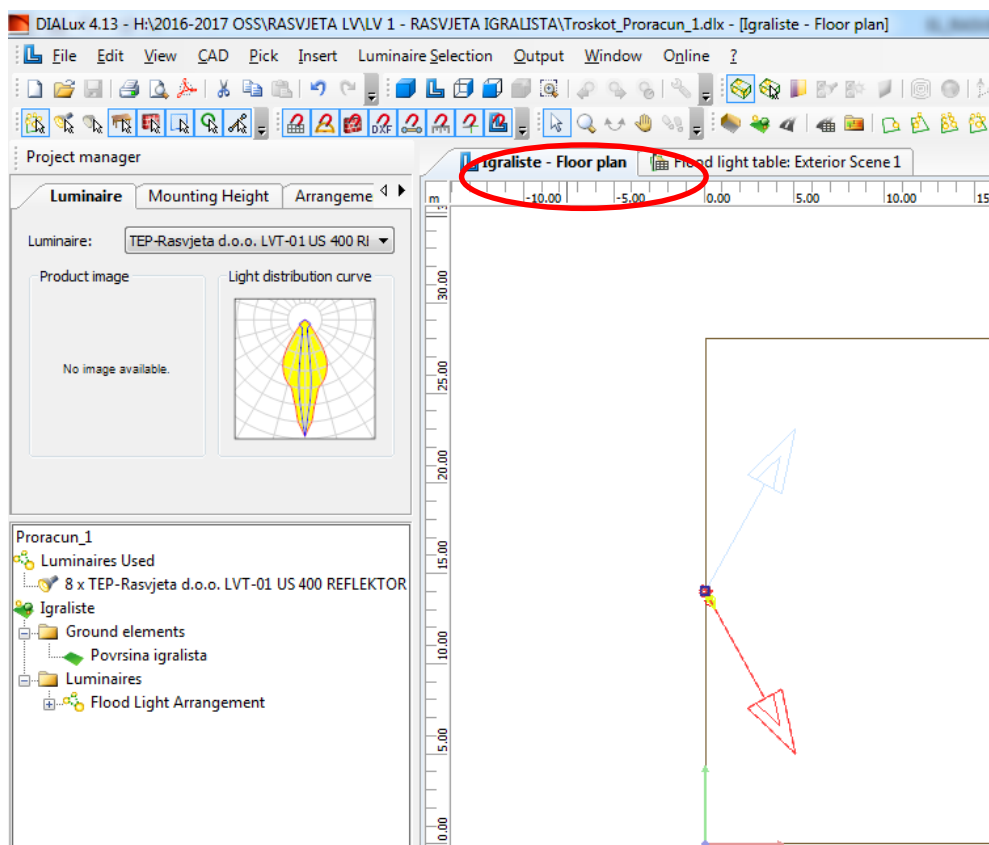 DIALux 4.13 - H:\2016-2017 OSS\RASVJETA LV\LV 1 - RASVJETA IGRALISTA\Troskot_Proracun_1.dlx - [Igraliste - Floor plan]
File Edit View CAD Pick Insert Luminaire Selection Output Window Online ?
DXF
Project manager
Igraliste - Floor plan Flood light table: Exterior Scene 1
Luminaire Mounting Height Arrangeme
m -10.00 -5.00 0.00 5.00 10.00 15
Luminaire: TEP-Rasvjeta d.o.o. LVT-01 US 400 RI
Product image Light distribution curve
No image available.
30.00
25.00
20.00
15.00
10.00
5.00
0.00
Proracun_1
Luminaires Used
8 x TEP-Rasvjeta d.o.o. LVT-01 US 400 REFLEKTOR
Igraliste
Ground elements
Povrsina igralista
Luminaires
Flood Light Arrangement